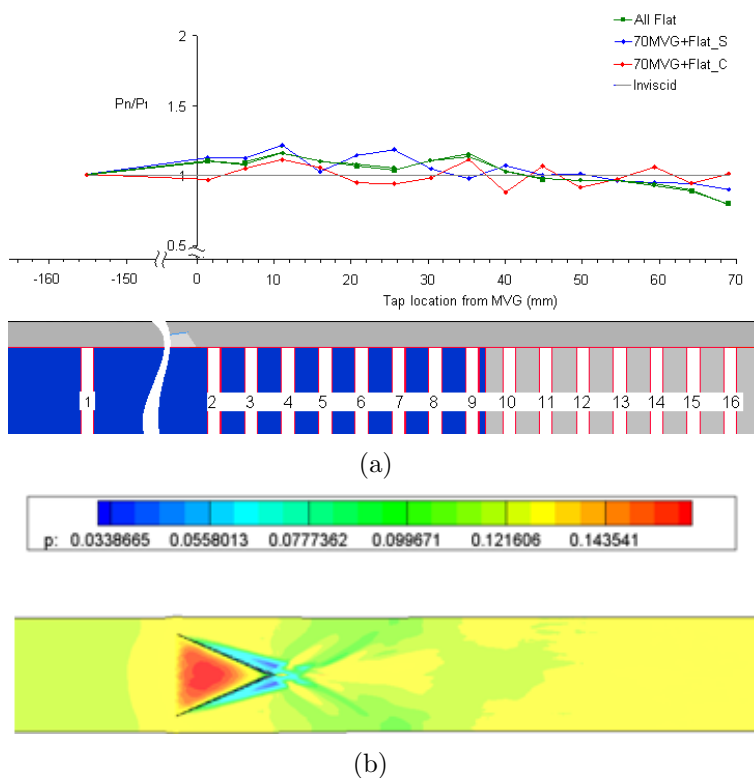 All Flat
70MVG+Flat_S
70MVG+Flat_C
Inviscid
2
1.5
Pn/P1
1
0.5
-160 -150 0 10 20 30 40 50 60 70
Tap location from MVG (mm)
1 2 3 4 5 6 7 8 9 10 11 12 13 14 15 16
(a)
p: 0.0338665 0.0558013 0.0777362 0.099671 0.121606 0.143541
(b)